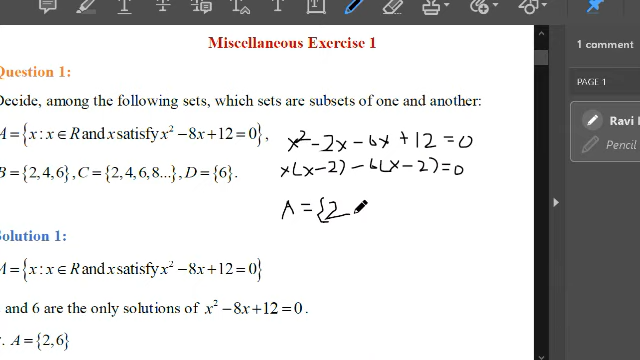 Miscellaneous Exercise 1
1 comment
Question 1:
PAGE 1
Decide, among the following sets, which sets are subsets of one and another:
A = {x : x ∈ R and x satisfy x² − 8x + 12 = 0},
x² − 2x − 6x + 12 = 0
Ravi
Pencil
B = {2, 4, 6}, C = {2, 4, 6, 8...}, D = {6}.
x(x − 2) − 6(x − 2) = 0
A = {2
Solution 1:
A = {x : x ∈ R and x satisfy x² − 8x + 12 = 0}
and 6 are the only solutions of x² − 8x + 12 = 0.
∴ A = {2, 6}